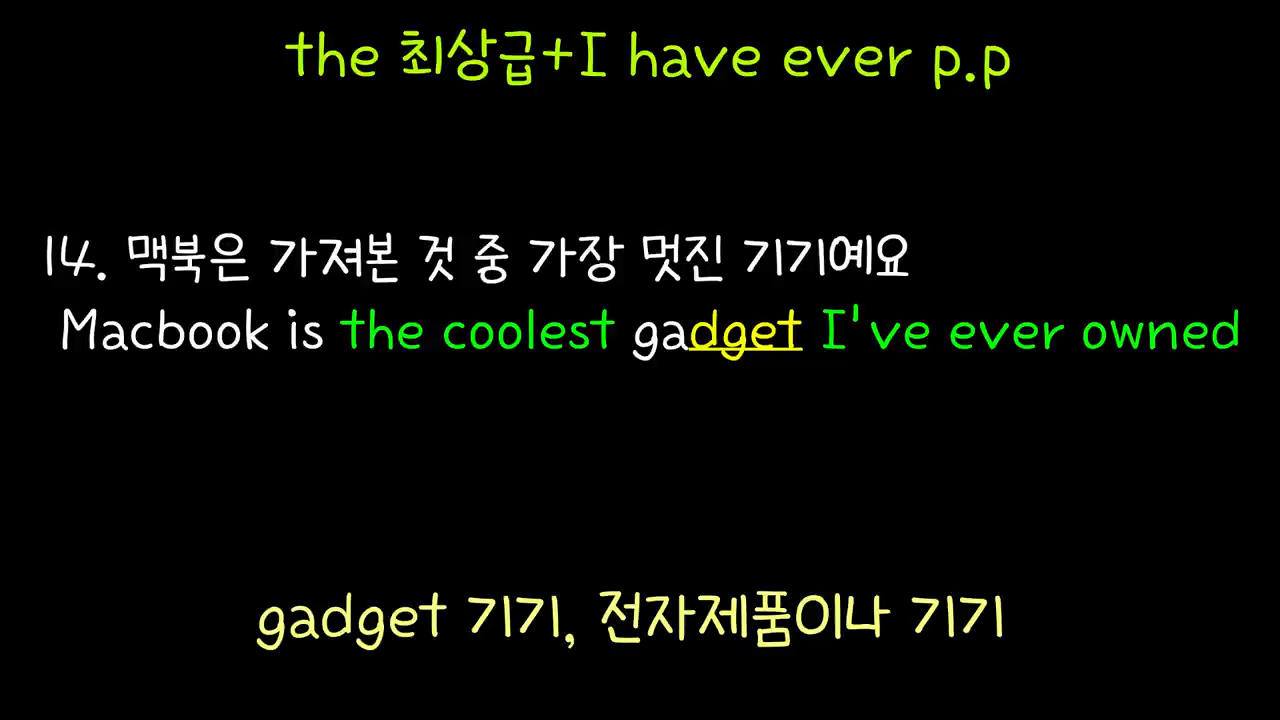 the 최상급+I have ever p.p
14. 맥북은 가져본 것 중 가장 멋진 기기예요
Macbook is the coolest gadget I've ever owned
gadget 기기, 전자제품이나 기기